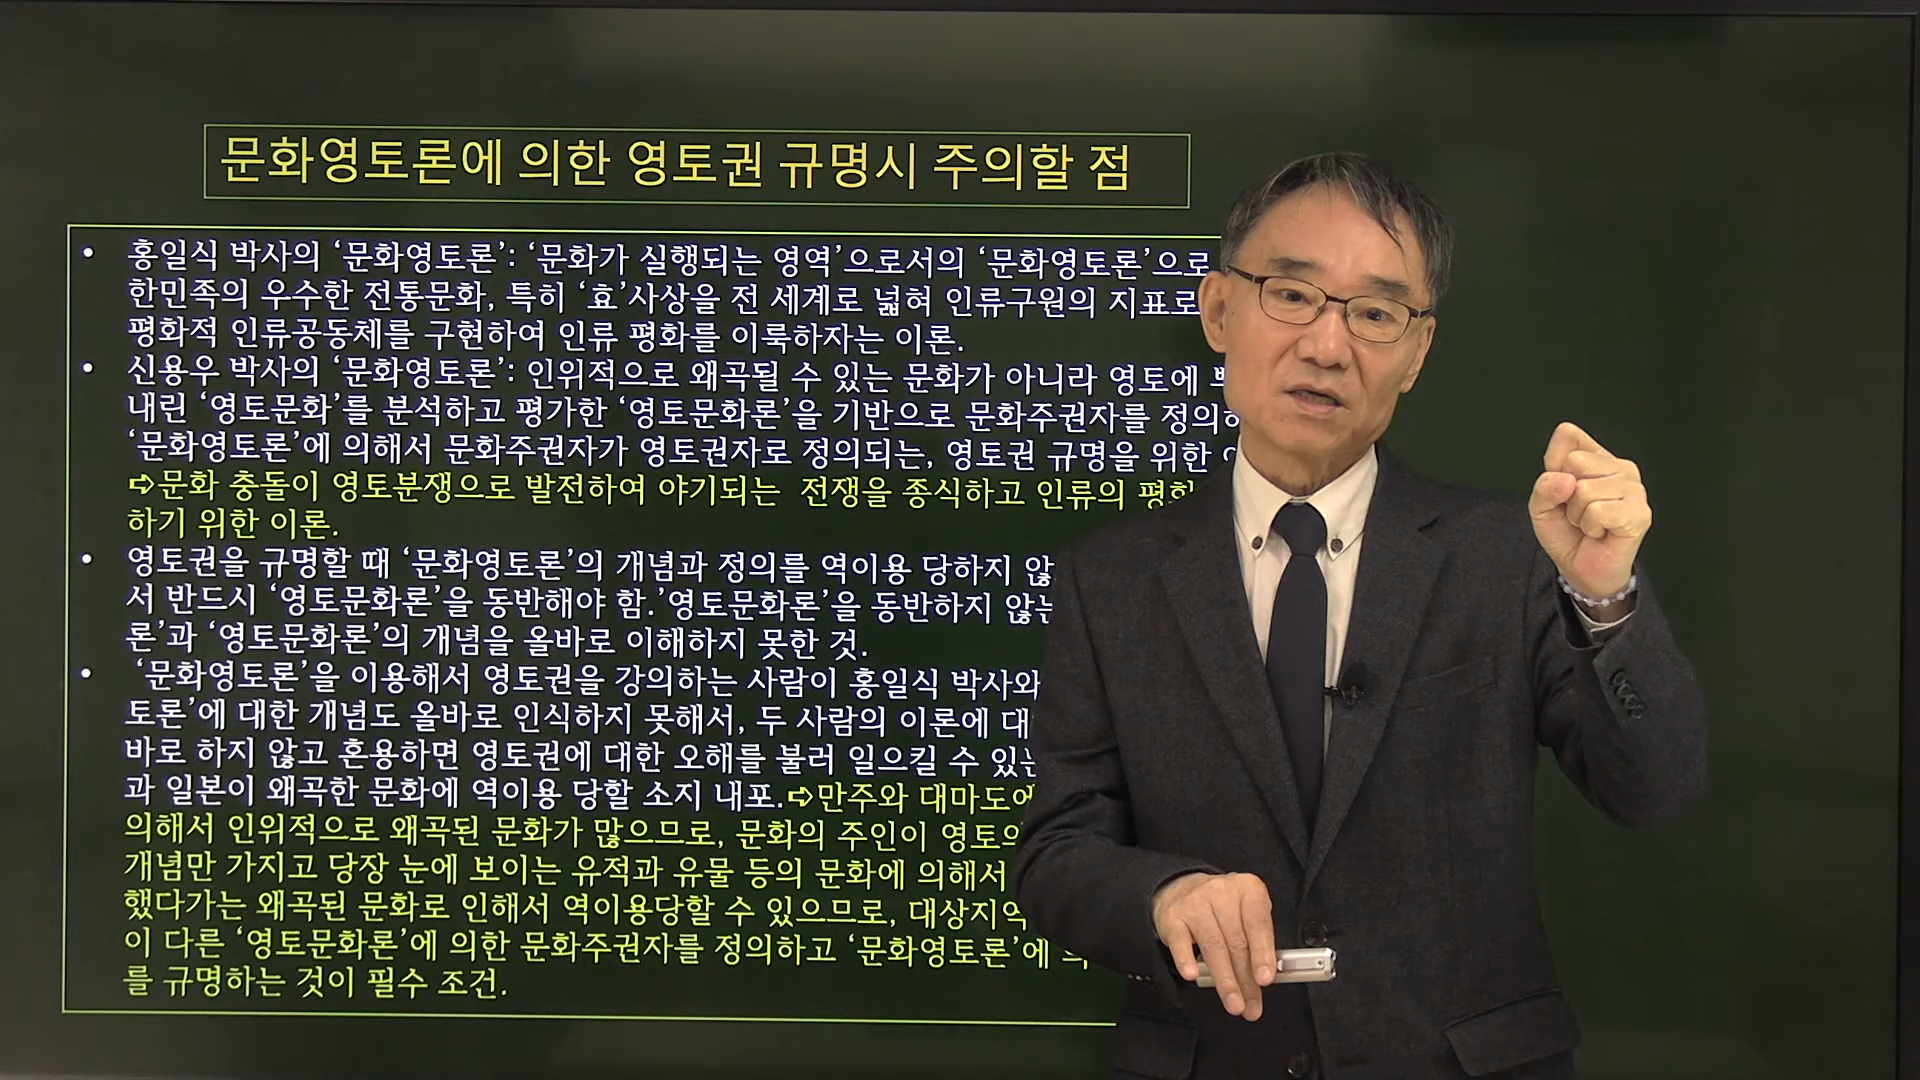 문화영토론에 의한 영토권 규명시 주의할 점
• 홍일식 박사의 ‘문화영토론’: ‘문화가 실행되는 영역’으로서의 ‘문화영토론’으로
한민족의 우수한 전통문화, 특히 ‘효’사상을 전 세계로 넓혀 인류구원의 지표로
평화적 인류공동체를 구현하여 인류 평화를 이룩하자는 이론.
• 신용우 박사의 ‘문화영토론’: 인위적으로 왜곡될 수 있는 문화가 아니라 영토에
내린 ‘영토문화’를 분석하고 평가한 ‘영토문화론’을 기반으로 문화주권자를
‘문화영토론’에 의해서 문화주권자가 영토권자로 정의되는, 영토권 규명을 위한
➩문화 충돌이 영토분쟁으로 발전하여 야기되는 전쟁을 종식하고 인류의
하기 위한 이론.
• 영토권을 규명할 때 ‘문화영토론’의 개념과 정의를 역이용 당하지
서 반드시 ‘영토문화론’을 동반해야 함.’영토문화론’을 동반하지
론’과 ‘영토문화론’의 개념을 올바로 이해하지 못한 것.
• ‘문화영토론’을 이용해서 영토권을 강의하는 사람이 홍일식 박사와
토론’에 대한 개념도 올바로 인식하지 못해서, 두 사람의 이론에
바로 하지 않고 혼용하면 영토권에 대한 오해를 불러 일으킬 수
과 일본이 왜곡한 문화에 역이용 당할 소지 내포.➩만주와
의해서 인위적으로 왜곡된 문화가 많으므로, 문화의 주인이
개념만 가지고 당장 눈에 보이는 유적과 유물 등의 문화에 의해서
했다가는 왜곡된 문화로 인해서 역이용당할 수 있으므로,
이 다른 ‘영토문화론’에 의한 문화주권자를 정의하고 ‘문화영토론’에
를 규명하는 것이 필수 조건.